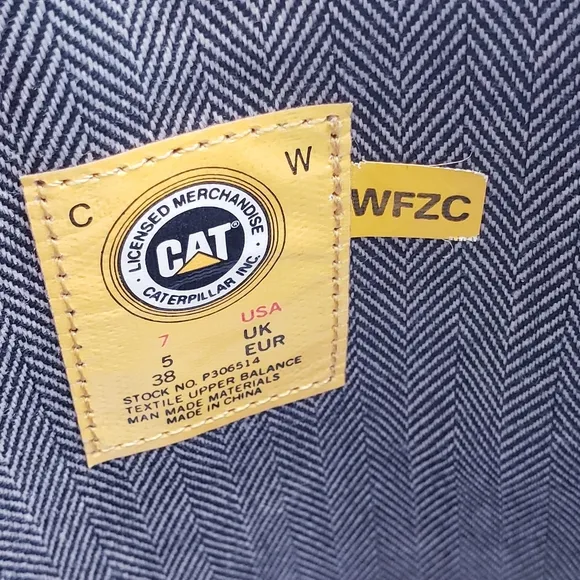 C W
LICENSED MERCHANDISE
CAT®
CATERPILLAR INC.
7 USA
5 UK
38 EUR
STOCK NO. P306514
TEXTILE UPPER BALANCE
MAN MADE MATERIALS
MADE IN CHINA
WFZC